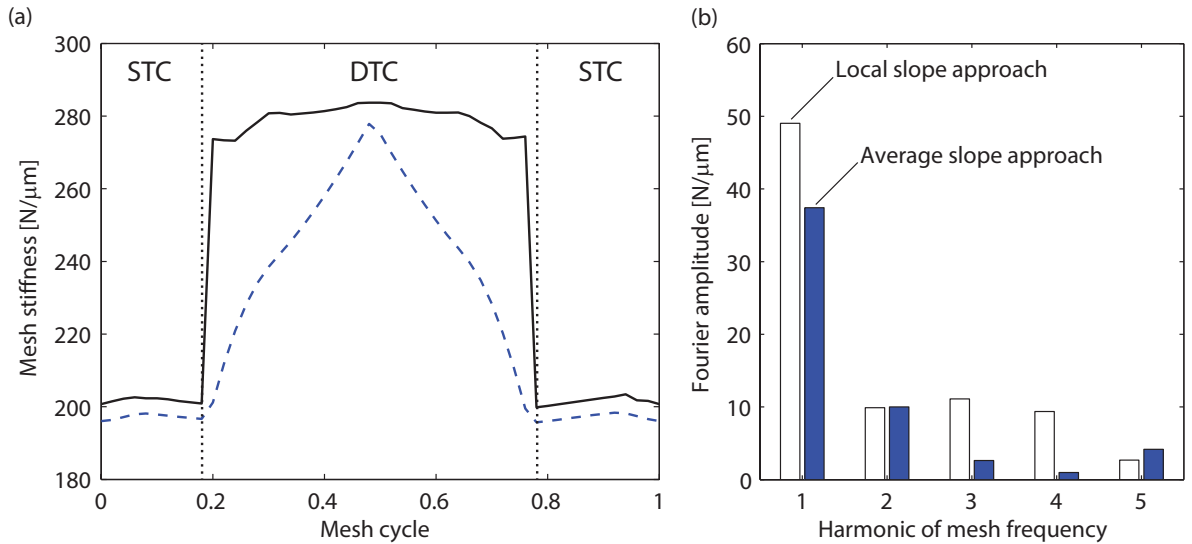 (a)
300
280
260
240
220
200
180
STC
DTC
STC
0
0.2
0.4
0.6
0.8
1
Mesh cycle
Mesh stiffness [N/μm]
(b)
60
50
40
30
20
10
0
Local slope approach
Average slope approach
1
2
3
4
5
Harmonic of mesh frequency
Fourier amplitude [N/μm]